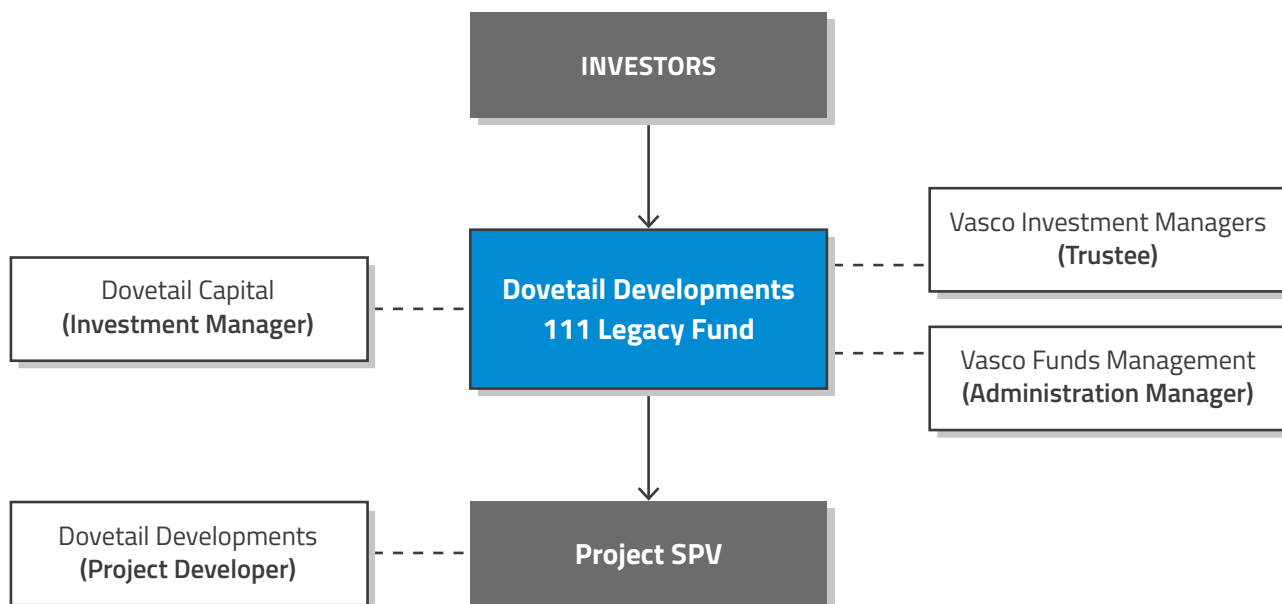 INVESTORS
Vasco Investment Managers
(Trustee)
Dovetail Capital
(Investment Manager)
Dovetail Developments
111 Legacy Fund
Vasco Funds Management
(Administration Manager)
Dovetail Developments
(Project Developer)
Project SPV